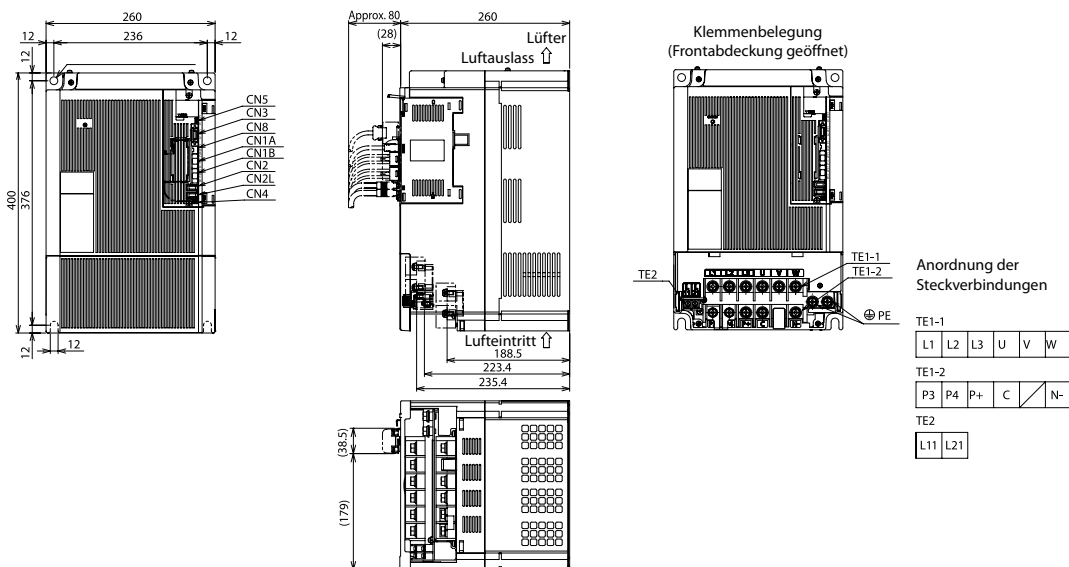 260
12
236
12
12
400
376
12
12
CN5
CN3
CN8
CN1A
CN1B
CN2
CN2L
CN4
Approx. 80
260
(28)
Lüfter
Luftauslass
Lufteintritt
188.5
223.4
235.4
(38.5)
(179)
Klemmenbelegung
(Frontabdeckung geöffnet)
TE2
TE1-1
TE1-2
PE
Anordnung der
Steckverbindungen
TE1-1
L1 L2 L3 U V W
TE1-2
P3 P4 P+ C N-
TE2
L11 L21